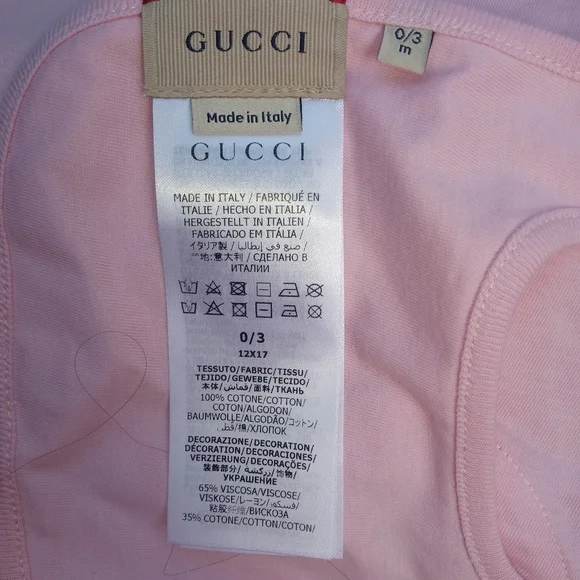 GUCCI
0/3
m
Made in Italy
GUCCI
MADE IN ITALY / FABRIQUÉ EN
ITALIE / HECHO EN ITALIA /
HERGESTELLT IN ITALIEN /
FABRICADO EM ITÁLIA /
イタリア製 / صنع في إيطاليا /
地:意大利 / СДЕЛАНО В
ИТАЛИИ
0/3
12X17
TESSUTO/FABRIC/TISSU/
TEJIDO/GEWEBE/TECIDO/
本体/قماش/面料/ТКАНЬ
100% COTONE/COTTON/
COTON/ALGODON/
BAUMWOLLE/ALGODÃO/コットン/
قطن/棉/ХЛОПОК
DECORAZIONE/DECORATION/
DÉCORATION/DECORACIONES/
VERZIERUNG/DECORAÇÕES/
装飾部分/زركشة/饰物/
УКРАШЕНИЕ
65% VISCOSA/VISCOSE/
VISKOSE/レーヨン/فسكوز/
粘胶纤维/ВИСКОЗА
35% COTONE/COTTON/COTON/